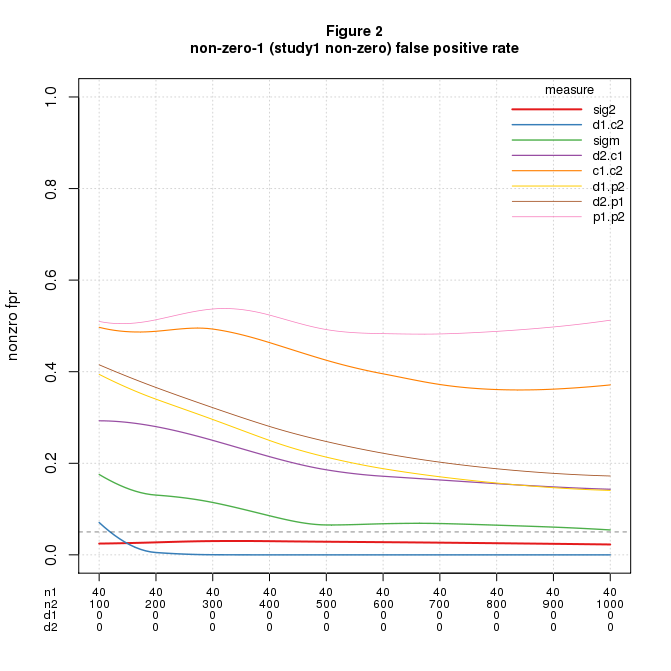 Figure 2
non-zero-1 (study1 non-zero) false positive rate
measure
sig2
d1.c2
sigm
d2.c1
c1.c2
d1.p2
d2.p1
p1.p2
nonzro fpr
1.0
0.8
0.6
0.4
0.2
0.0
n1 40 40 40 40 40 40 40 40 40 40
n2 100 200 300 400 500 600 700 800 900 1000
d1 0 0 0 0 0 0 0 0 0 0
d2 0 0 0 0 0 0 0 0 0 0